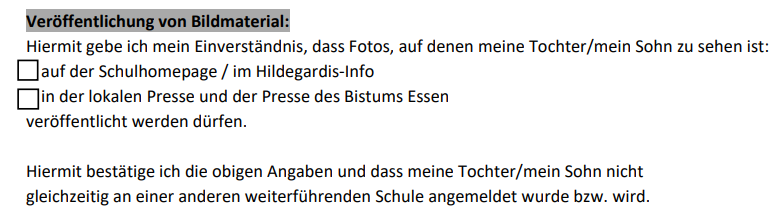 Veröffentlichung von Bildmaterial:
Hiermit gebe ich mein Einverständnis, dass Fotos, auf denen meine Tochter/mein Sohn zu sehen ist:
auf der Schulhomepage / im Hildegardis-Info
in der lokalen Presse und der Presse des Bistums Essen
veröffentlicht werden dürfen.
Hiermit bestätige ich die obigen Angaben und dass meine Tochter/mein Sohn nicht
gleichzeitig an einer anderen weiterführenden Schule angemeldet wurde bzw. wird.